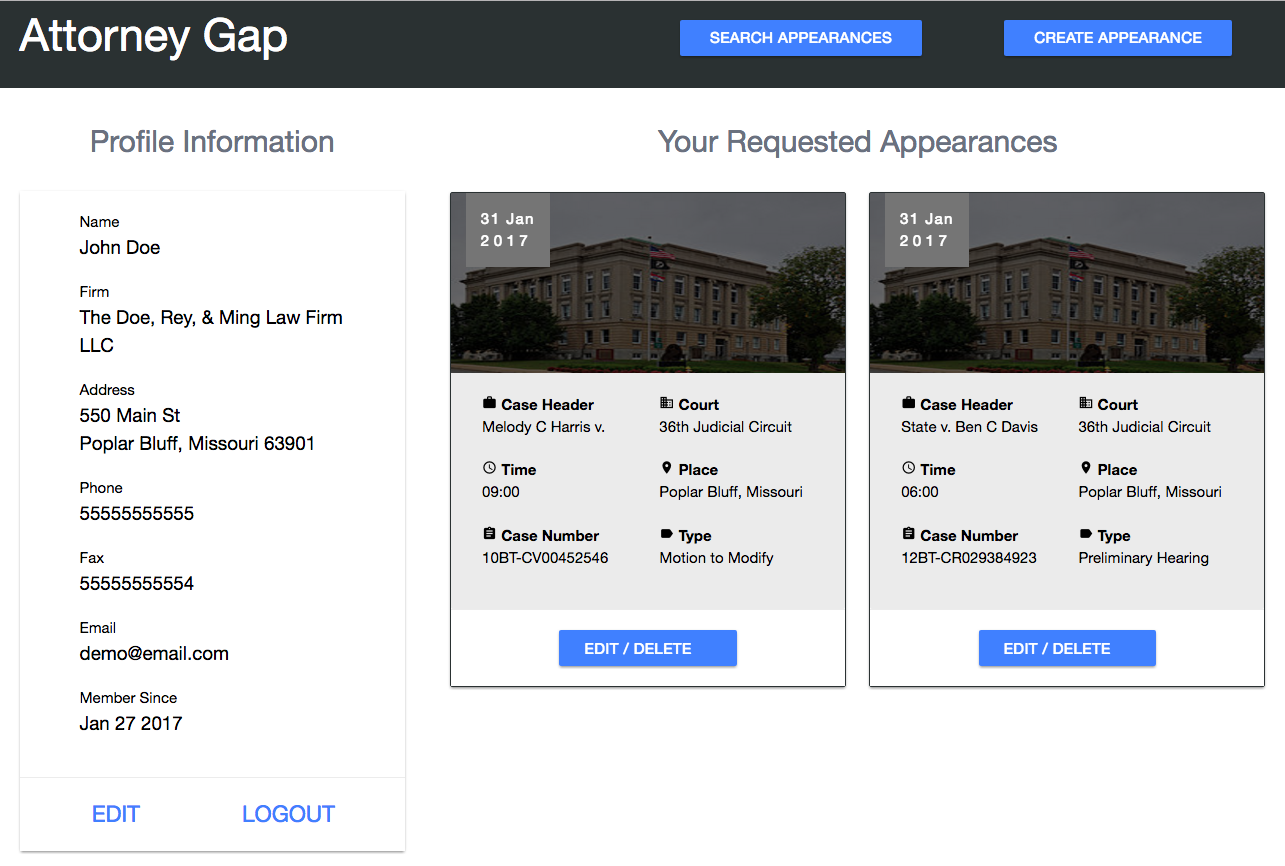 Attorney Gap
SEARCH APPEARANCES
CREATE APPEARANCE
Profile Information
Name
John Doe
Firm
The Doe, Rey, & Ming Law Firm
LLC
Address
550 Main St
Poplar Bluff, Missouri 63901
Phone
55555555555
Fax
55555555554
Email
demo@email.com
Member Since
Jan 27 2017
EDIT
LOGOUT
Your Requested Appearances
31 Jan
2017
Case Header
Melody C Harris v.
Court
36th Judicial Circuit
Time
09:00
Place
Poplar Bluff, Missouri
Case Number
10BT-CV00452546
Type
Motion to Modify
EDIT / DELETE
31 Jan
2017
Case Header
State v. Ben C Davis
Court
36th Judicial Circuit
Time
06:00
Place
Poplar Bluff, Missouri
Case Number
12BT-CR029384923
Type
Preliminary Hearing
EDIT / DELETE